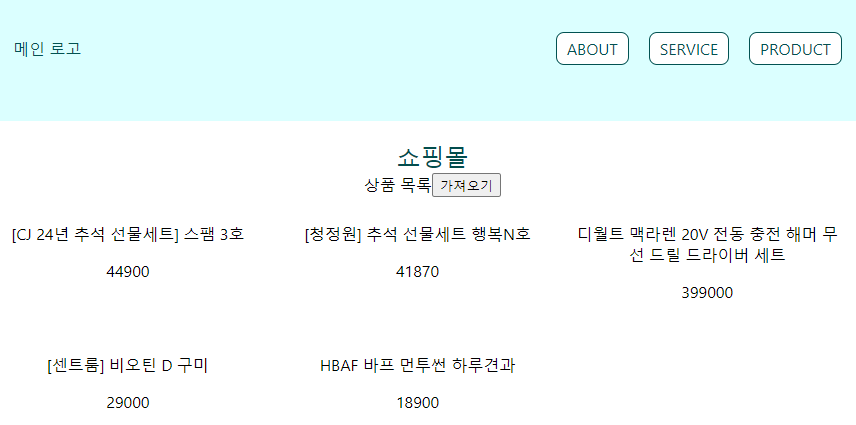 메인 로고
ABOUT
SERVICE
PRODUCT
쇼핑몰
상품 목록 가져오기
[CJ 24년 추석 선물세트] 스팸 3호
44900
[청정원] 추석 선물세트 행복N호
41870
디월트 맥라렌 20V 전동 충전 해머 무
선 드릴 드라이버 세트
399000
[센트룸] 비오틴 D 구미
29000
HBAF 바프 먼투썬 하루견과
18900